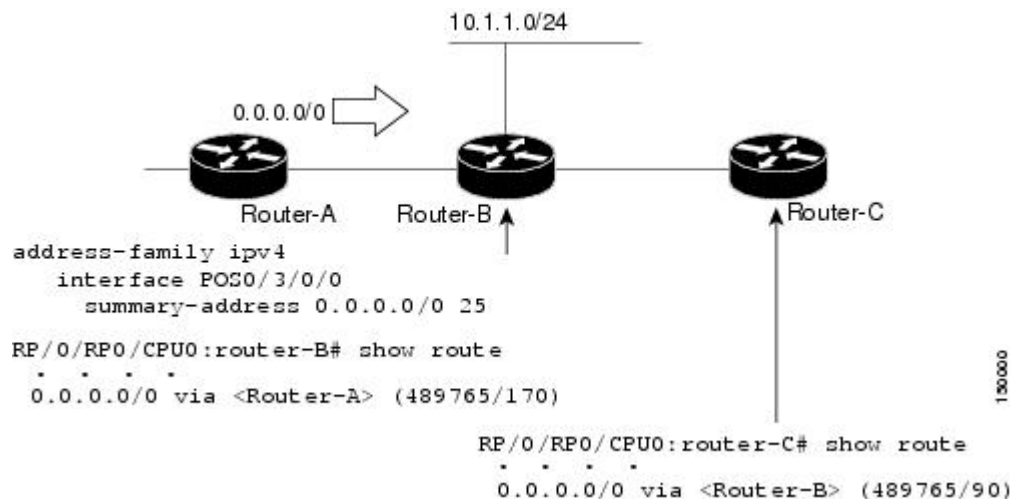 10.1.1.0/24
0.0.0.0/0
Router-A
Router-B
Router-C
address-family ipv4
interface POS0/3/0/0
summary-address 0.0.0.0/0 25
RP/0/RP0/CPU0:router-B# show route
. . . .
0.0.0.0/0 via <Router-A> (489765/170)
150000
RP/0/RP0/CPU0:router-C# show route
. . . .
0.0.0.0/0 via <Router-B> (489765/90)